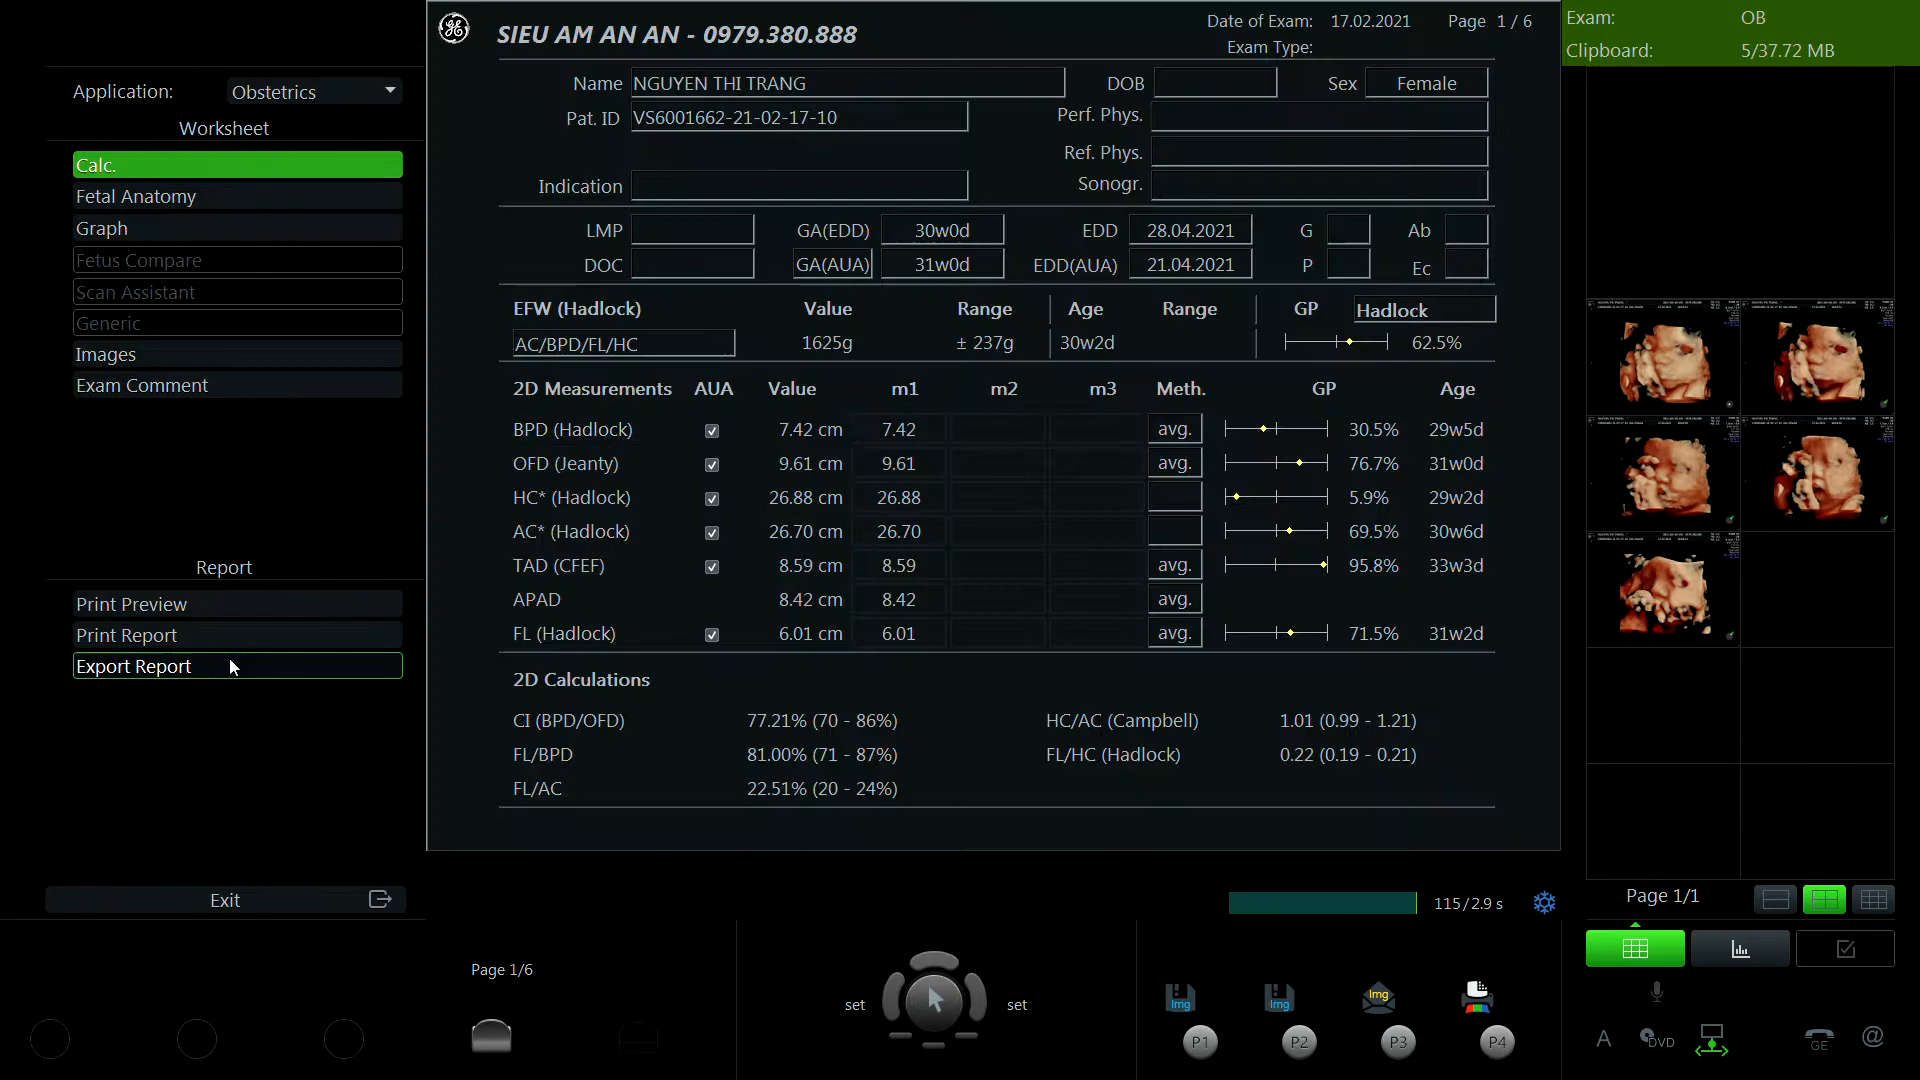 SIEU AM AN AN - 0979.380.888
Date of Exam: 17.02.2021 Page 1 / 6
Exam Type:
Exam: OB
Clipboard: 5/37.72 MB
Application: Obstetrics
Worksheet
Calc.
Fetal Anatomy
Graph
Fetus Compare
Scan Assistant
Generic
Images
Exam Comment
Report
Print Preview
Print Report
Export Report
Exit
Name NGUYEN THI TRANG DOB Sex Female
Pat. ID VS6001662-21-02-17-10 Perf. Phys.
Ref. Phys.
Indication Sonogr.
LMP GA(EDD) 30w0d EDD 28.04.2021 G Ab
DOC GA(AUA) 31w0d EDD(AUA) 21.04.2021 P Ec
EFW (Hadlock) Value Range Age Range GP Hadlock
AC/BPD/FL/HC 1625g ± 237g 30w2d 62.5%
2D Measurements AUA Value m1 m2 m3 Meth. GP Age
BPD (Hadlock) 7.42 cm 7.42 avg. 30.5% 29w5d
OFD (Jeanty) 9.61 cm 9.61 avg. 76.7% 31w0d
HC* (Hadlock) 26.88 cm 26.88 5.9% 29w2d
AC* (Hadlock) 26.70 cm 26.70 69.5% 30w6d
TAD (CFEF) 8.59 cm 8.59 avg. 95.8% 33w3d
APAD 8.42 cm 8.42 avg.
FL (Hadlock) 6.01 cm 6.01 avg. 71.5% 31w2d
2D Calculations
CI (BPD/OFD) 77.21% (70 - 86%) HC/AC (Campbell) 1.01 (0.99 - 1.21)
FL/BPD 81.00% (71 - 87%) FL/HC (Hadlock) 0.22 (0.19 - 0.21)
FL/AC 22.51% (20 - 24%)
115/2.9 s
Page 1/1
Page 1/6
set set
Img Img Img
P1 P2 P3 P4
A DVD GE @